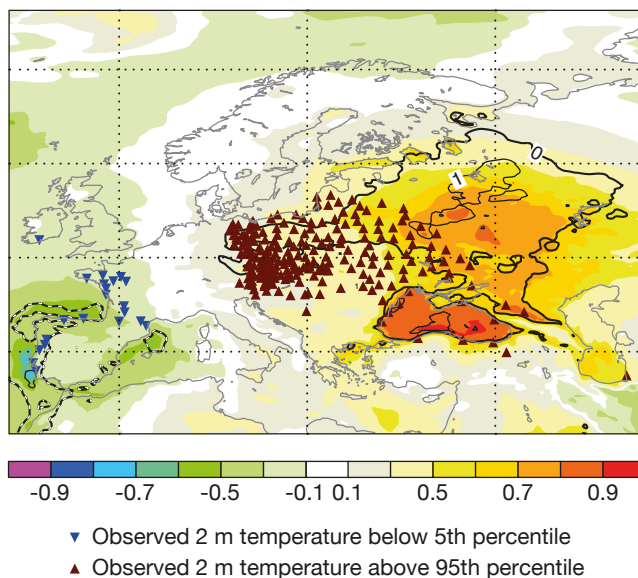 0
1
-0.9 -0.7 -0.5 -0.1 0.1 0.5 0.7 0.9
Observed 2 m temperature below 5th percentile
Observed 2 m temperature above 95th percentile